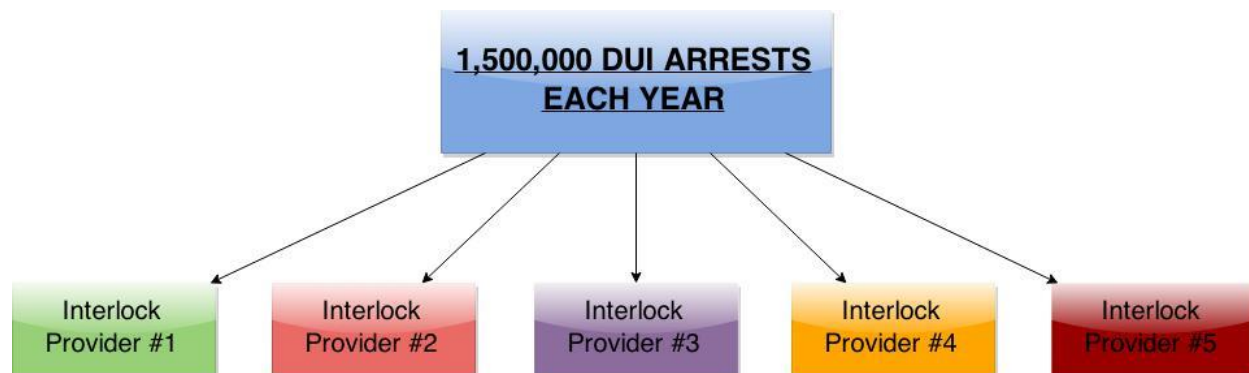 1,500,000 DUI ARRESTS
EACH YEAR
Interlock
Provider #1
Interlock
Provider #2
Interlock
Provider #3
Interlock
Provider #4
Interlock
Provider #5